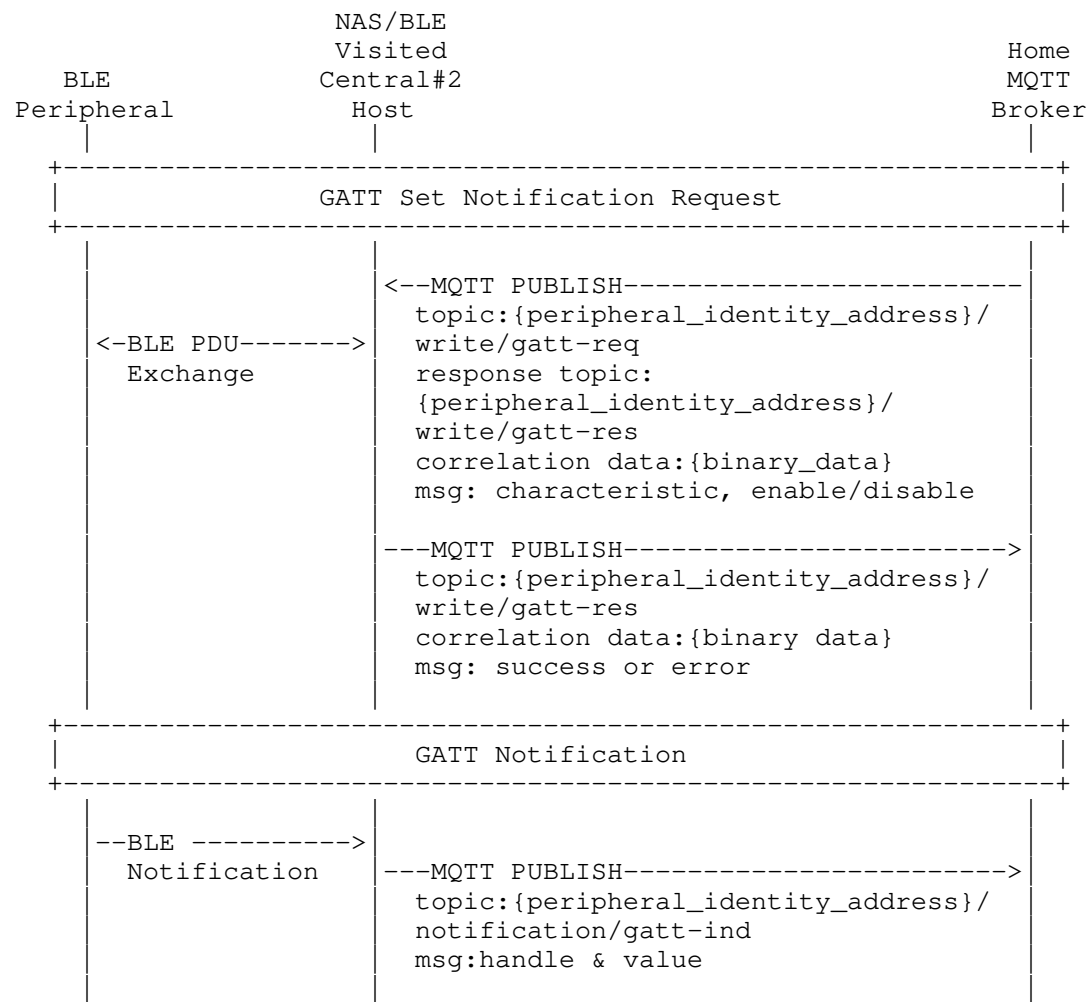 NAS/BLE
Visited Home
BLE Central#2 MQTT
Peripheral Host Broker
GATT Set Notification Request
<--MQTT PUBLISH-------------------------
topic:{peripheral_identity_address}/
<-BLE PDU-------> write/gatt-req
Exchange response topic:
{peripheral_identity_address}/
write/gatt-res
correlation data:{binary_data}
msg: characteristic, enable/disable
---MQTT PUBLISH------------------------>
topic:{peripheral_identity_address}/
write/gatt-res
correlation data:{binary data}
msg: success or error
GATT Notification
--BLE ---------->
Notification ---MQTT PUBLISH------------------------>
topic:{peripheral_identity_address}/
notification/gatt-ind
msg:handle & value